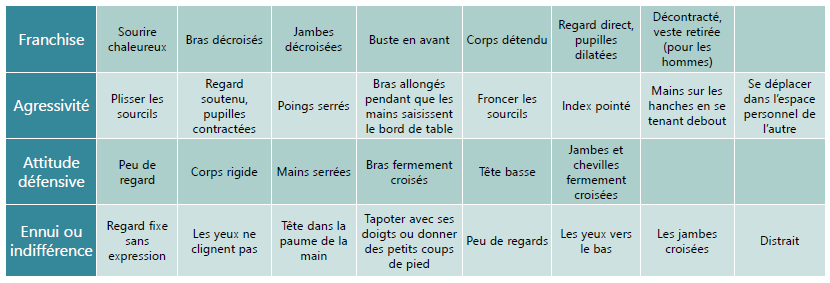 Franchise
Sourire
chaleureux
Bras décroisés
Jambes
décroisées
Buste en avant
Corps détendu
Regard direct,
pupilles
dilatées
Décontracté,
veste retirée
(pour les
hommes)
Agressivité
Plisser les
sourcils
Regard
soutenu,
pupilles
contractées
Poings serrés
Bras allongés
pendant que les
mains saisissent
le bord de table
Froncer les
sourcils
Index pointé
Mains sur les
hanches en se
tenant debout
Se déplacer
dans l'espace
personnel de
l'autre
Attitude
défensive
Peu de
regard
Corps rigide
Mains serrées
Bras fermement
croisés
Tête basse
Jambes et
chevilles
fermement
croisées
Ennui ou
indifférence
Regard fixe
sans
expression
Les yeux ne
clignent pas
Tête dans la
paume de la
main
Tapoter avec ses
doigts ou donner
des petits coups
de pied
Peu de regards
Les yeux vers
le bas
Les jambes
croisées
Distrait